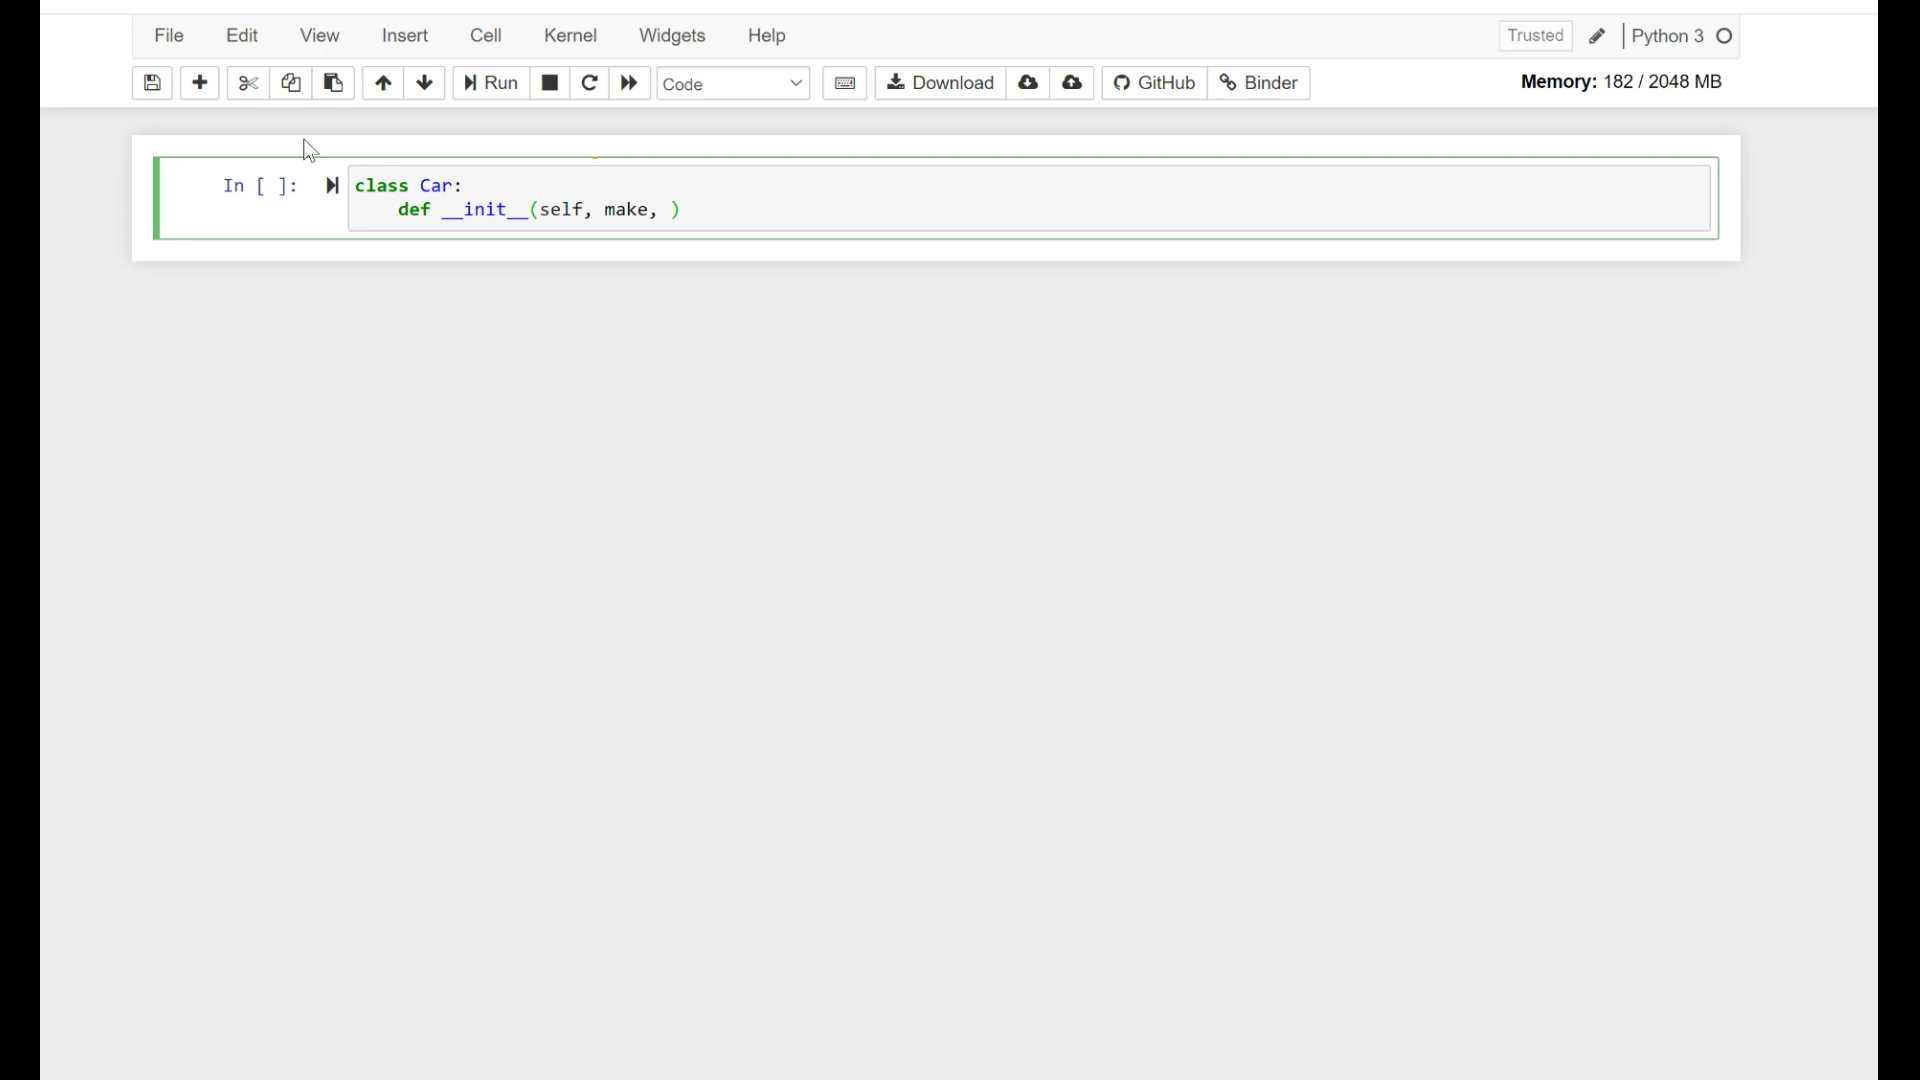 File Edit View Insert Cell Kernel Widgets Help Trusted Python 3
Run Code Download GitHub Binder Memory: 182 / 2048 MB
In [ ]: class Car:
def __init__(self, make, )